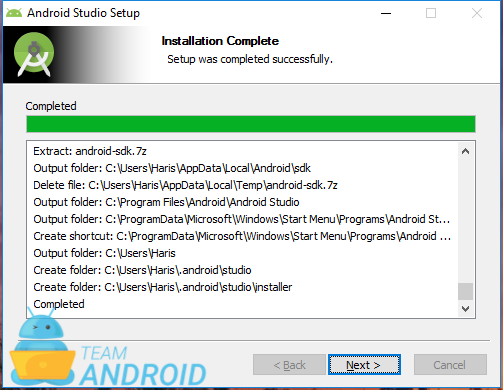 Android Studio Setup
Installation Complete
Setup was completed successfully.
Completed
Extract: android-sdk.7z
Output folder: C:\Users\Haris\AppData\Local\Android\sdk
Delete file: C:\Users\Haris\AppData\Local\Temp\android-sdk.7z
Output folder: C:\Program Files\Android\Android Studio
Output folder: C:\ProgramData\Microsoft\Windows\Start Menu\Programs\Android St...
Create shortcut: C:\ProgramData\Microsoft\Windows\Start Menu\Programs\Android ...
Output folder: C:\Users\Haris
Create folder: C:\Users\Haris\.android\studio
Create folder: C:\Users\Haris\.android\studio\installer
Completed
TEAM
ANDROID
< Back
Next >
Cancel